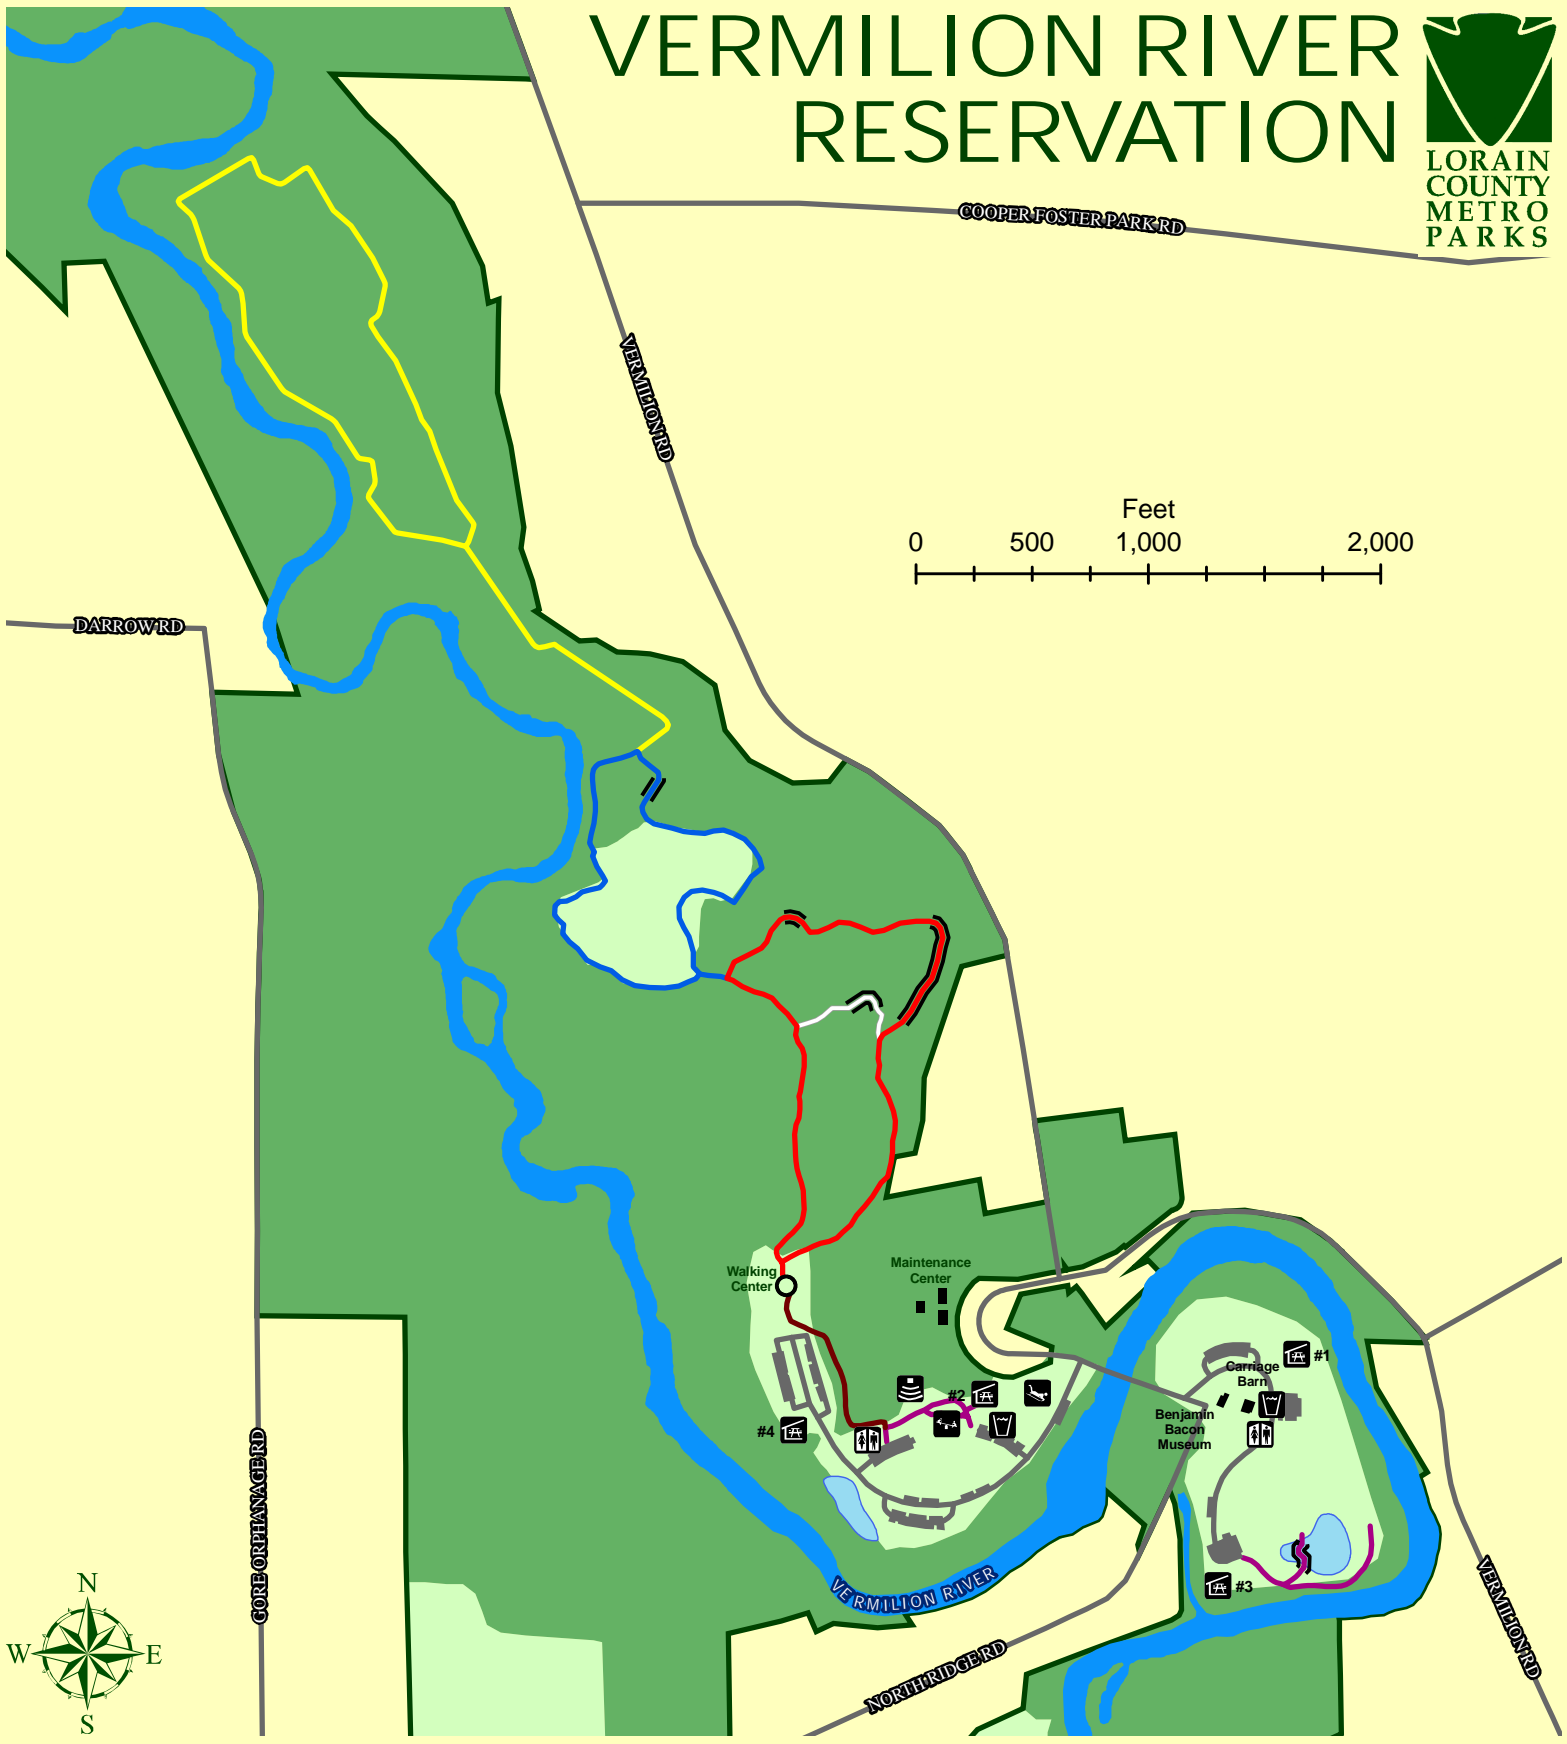 VERMILION RIVER
RESERVATION
LORAIN
COUNTY
METRO
PARKS
COOPER FOSTER PARK RD
VERMILION RD
Feet
0 500 1,000 2,000
DARROW RD
Walking
Center
Maintenance
Center
#1
Carriage
Barn
#2
Benjamin
Bacon
Museum
#4
GORE ORPHANAGE RD
VERMILION RIVER
#3
VERMILION RD
NORTH RIDGE RD
N
W E
S